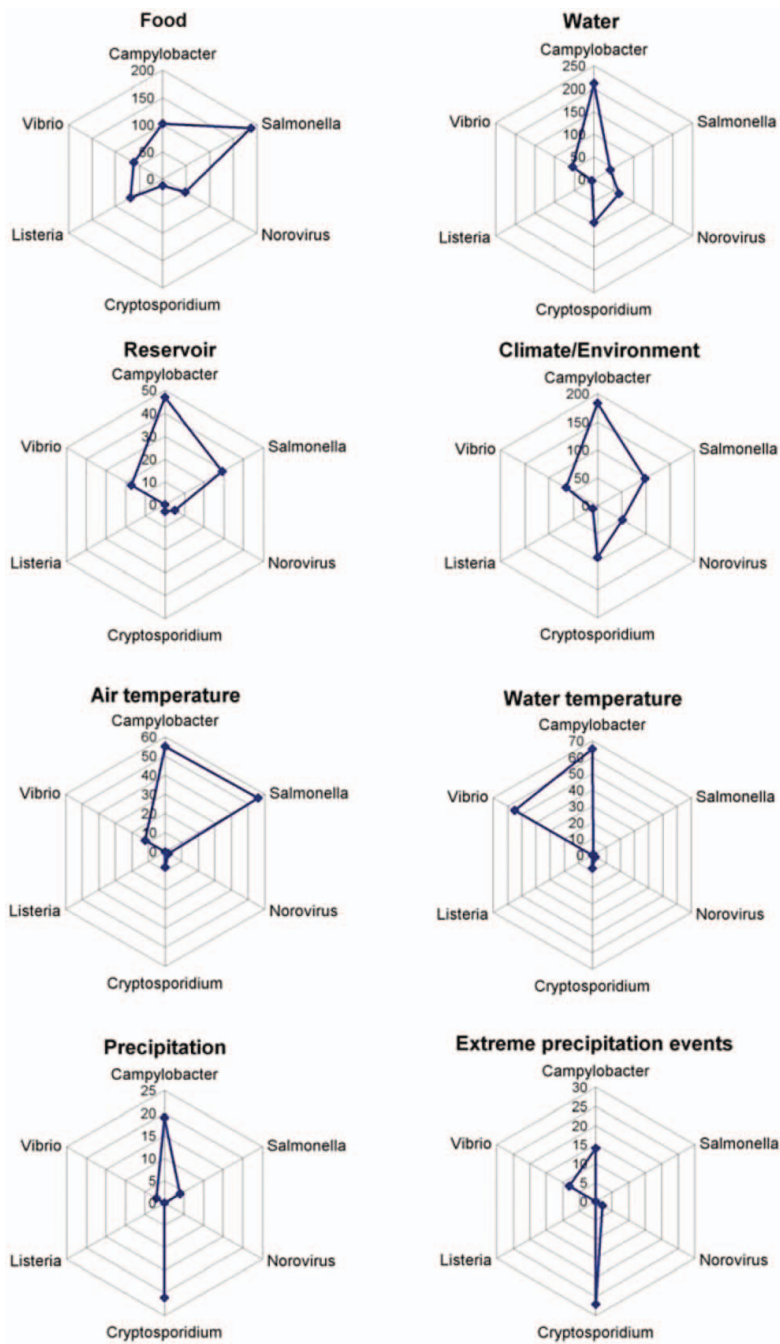 Food
Campylobacter
200
150
100
50
0
Salmonella
Norovirus
Cryptosporidium
Listeria
Vibrio
Water
Campylobacter
250
200
150
100
50
0
Salmonella
Norovirus
Cryptosporidium
Listeria
Vibrio
Reservoir
Campylobacter
50
40
30
20
10
0
Salmonella
Norovirus
Cryptosporidium
Listeria
Vibrio
Climate/Environment
Campylobacter
200
150
100
50
0
Salmonella
Norovirus
Cryptosporidium
Listeria
Vibrio
Air temperature
Campylobacter
60
50
40
30
20
10
0
Salmonella
Norovirus
Cryptosporidium
Listeria
Vibrio
Water temperature
Campylobacter
70
60
50
40
30
20
10
0
Salmonella
Norovirus
Cryptosporidium
Listeria
Vibrio
Precipitation
Campylobacter
25
20
15
10
5
0
Salmonella
Norovirus
Cryptosporidium
Listeria
Vibrio
Extreme precipitation events
Campylobacter
30
25
20
15
10
5
0
Salmonella
Norovirus
Cryptosporidium
Listeria
Vibrio